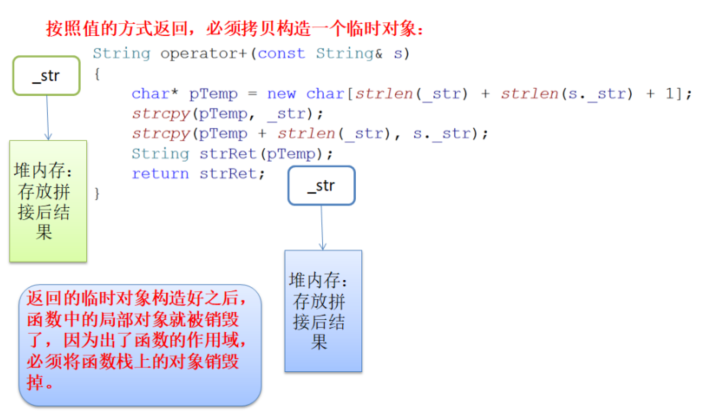 按照值的方式返回，必须拷贝构造一个临时对象：
String operator+(const String& s)
{
char* pTemp = new char[strlen(_str) + strlen(s._str) + 1];
strcpy(pTemp, _str);
strcpy(pTemp + strlen(_str), s._str);
String strRet(pTemp);
return strRet;
}
_str
堆内存：
存放拼
接后结
果
_str
堆内存：
存放拼
接后结
果
返回的临时对象构造好之后，
函数中的局部对象就被销毁
了，因为出了函数的作用域，
必须将函数栈上的对象销毁
掉。